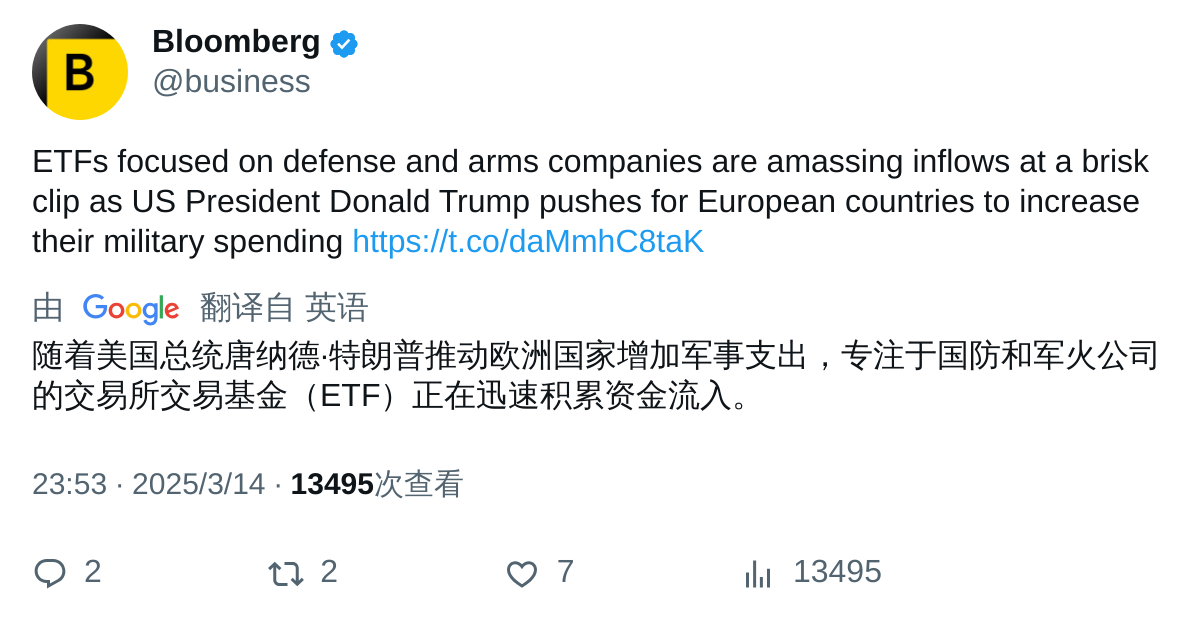 B
Bloomberg
@business
ETFs focused on defense and arms companies are amassing inflows at a brisk
clip as US President Donald Trump pushes for European countries to increase
their military spending https://t.co/daMmhC8taK
由 Google 翻译自 英语
随着美国总统唐纳德·特朗普推动欧洲国家增加军事支出，专注于国防和军火公司
的交易所交易基金（ETF）正在迅速积累资金流入。
23:53 · 2025/3/14 · 13495次查看
2 2 7 13495